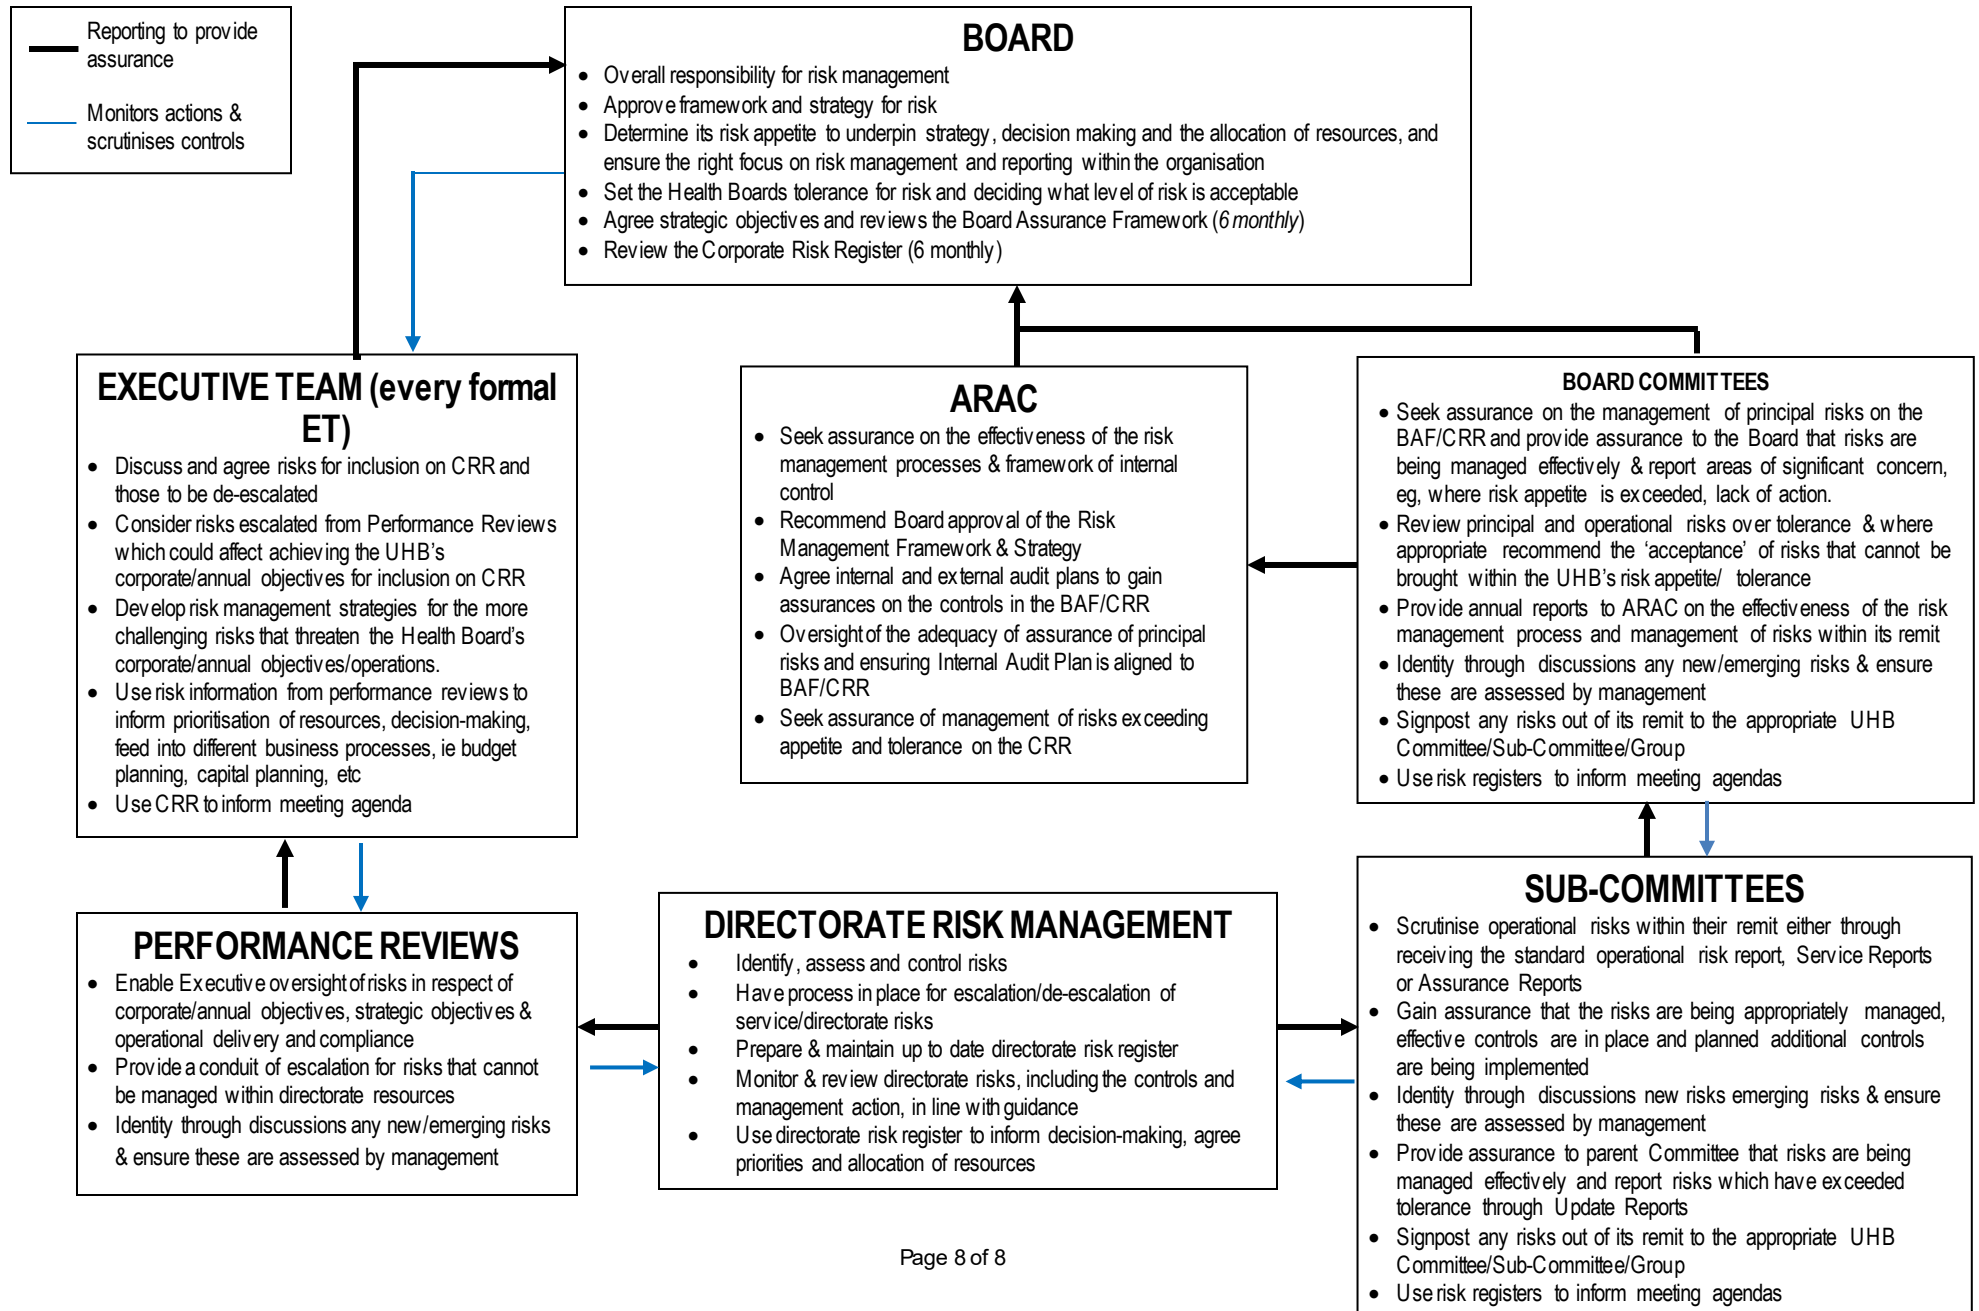 Reporting to provide
assurance
Monitors actions &
scrutinises controls
BOARD
• Overall responsibility for risk management
• Approve framework and strategy for risk
• Determine its risk appetite to underpin strategy, decision making and the allocation of resources, and
ensure the right focus on risk management and reporting within the organisation
• Set the Health Boards tolerance for risk and deciding what level of risk is acceptable
• Agree strategic objectives and reviews the Board Assurance Framework (6 monthly)
• Review the Corporate Risk Register (6 monthly)
EXECUTIVE TEAM (every formal
ET)
• Discuss and agree risks for inclusion on CRR and
those to be de-escalated
• Consider risks escalated from Performance Reviews
which could affect achieving the UHB's
corporate/annual objectives for inclusion on CRR
• Develop risk management strategies for the more
challenging risks that threaten the Health Board's
corporate/annual objectives/operations.
• Use risk information from performance reviews to
inform prioritisation of resources, decision-making,
feed into different business processes, ie budget
planning, capital planning, etc
• Use CRR to inform meeting agenda
ARAC
• Seek assurance on the effectiveness of the risk
management processes & framework of internal
control
• Recommend Board approval of the Risk
Management Framework & Strategy
• Agree internal and external audit plans to gain
assurances on the controls in the BAF/CRR
• Oversight of the adequacy of assurance of principal
risks and ensuring Internal Audit Plan is aligned to
BAF/CRR
• Seek assurance of management of risks exceeding
appetite and tolerance on the CRR
BOARD COMMITTEES
• Seek assurance on the management of principal risks on the
BAF/CRR and provide assurance to the Board that risks are
being managed effectively & report areas of significant concern,
eg, where risk appetite is exceeded, lack of action.
• Review principal and operational risks over tolerance & where
appropriate recommend the 'acceptance' of risks that cannot be
brought within the UHB's risk appetite/ tolerance
• Provide annual reports to ARAC on the effectiveness of the risk
management process and management of risks within its remit
• Identity through discussions any new/emerging risks & ensure
these are assessed by management
• Signpost any risks out of its remit to the appropriate UHB
Committee/Sub-Committee/Group
• Use risk registers to inform meeting agendas
PERFORMANCE REVIEWS
• Enable Executive oversight of risks in respect of
corporate/annual objectives, strategic objectives &
operational delivery and compliance
• Provide a conduit of escalation for risks that cannot
be managed within directorate resources
• Identity through discussions any new/emerging risks
& ensure these are assessed by management
DIRECTORATE RISK MANAGEMENT
• Identify, assess and control risks
• Have process in place for escalation/de-escalation of
service/directorate risks
• Prepare & maintain up to date directorate risk register
• Monitor & review directorate risks, including the controls and
management action, in line with guidance
• Use directorate risk register to inform decision-making, agree
priorities and allocation of resources
SUB-COMMITTEES
• Scrutinise operational risks within their remit either through
receiving the standard operational risk report, Service Reports
or Assurance Reports
• Gain assurance that the risks are being appropriately managed,
effective controls are in place and planned additional controls
are being implemented
• Identity through discussions new risks emerging risks & ensure
these are assessed by management
• Provide assurance to parent Committee that risks are being
managed effectively and report risks which have exceeded
tolerance through Update Reports
• Signpost any risks out of its remit to the appropriate UHB
Committee/Sub-Committee/Group
• Use risk registers to inform meeting agendas
Page 8 of 8